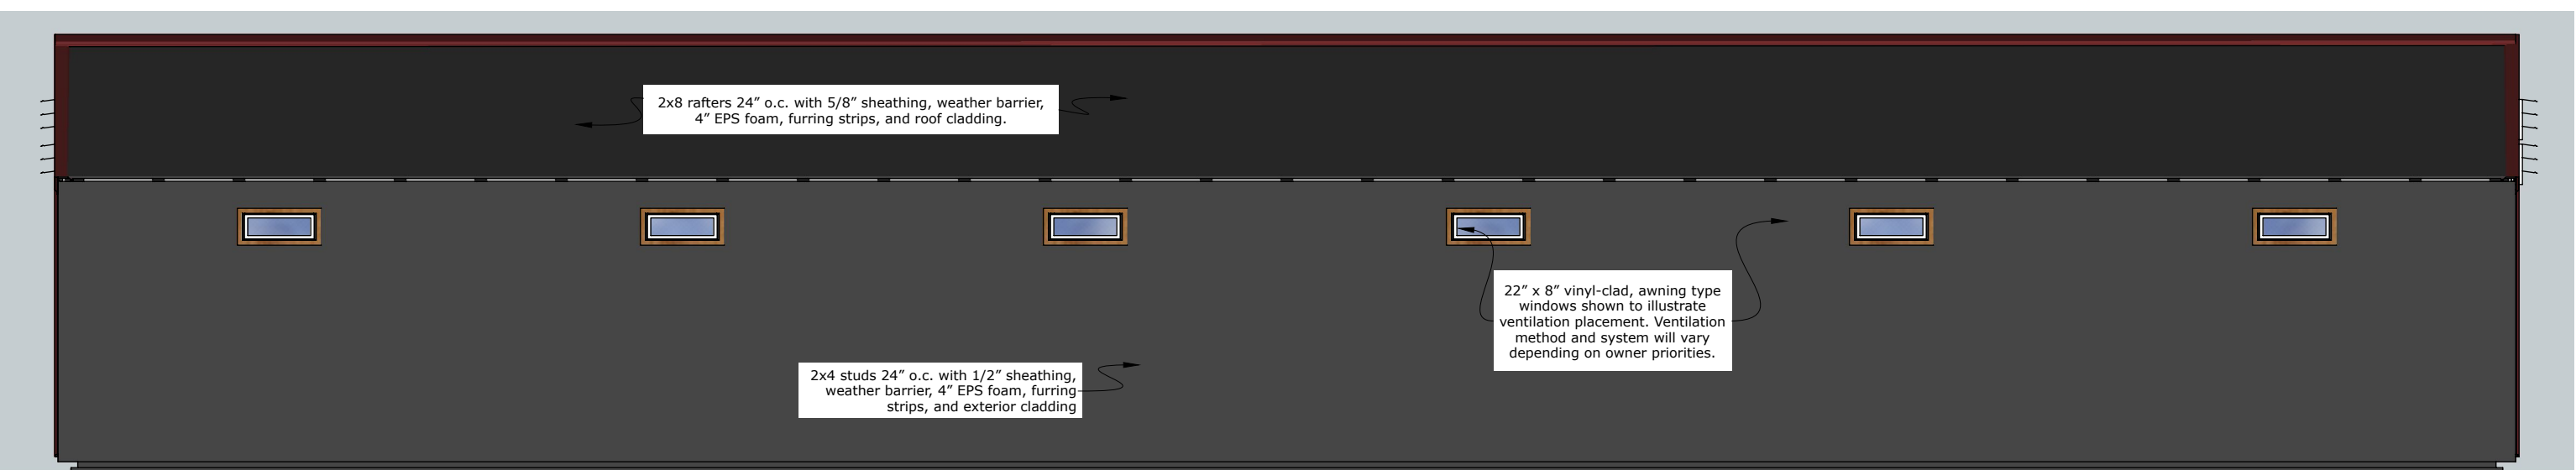 2x8 rafters 24” o.c. with 5/8” sheathing, weather barrier,
4” EPS foam, furring strips, and roof cladding.
22” x 8” vinyl-clad, awning type
windows shown to illustrate
ventilation placement. Ventilation
method and system will vary
depending on owner priorities.
2x4 studs 24” o.c. with 1/2” sheathing,
weather barrier, 4” EPS foam, furring
strips, and exterior cladding